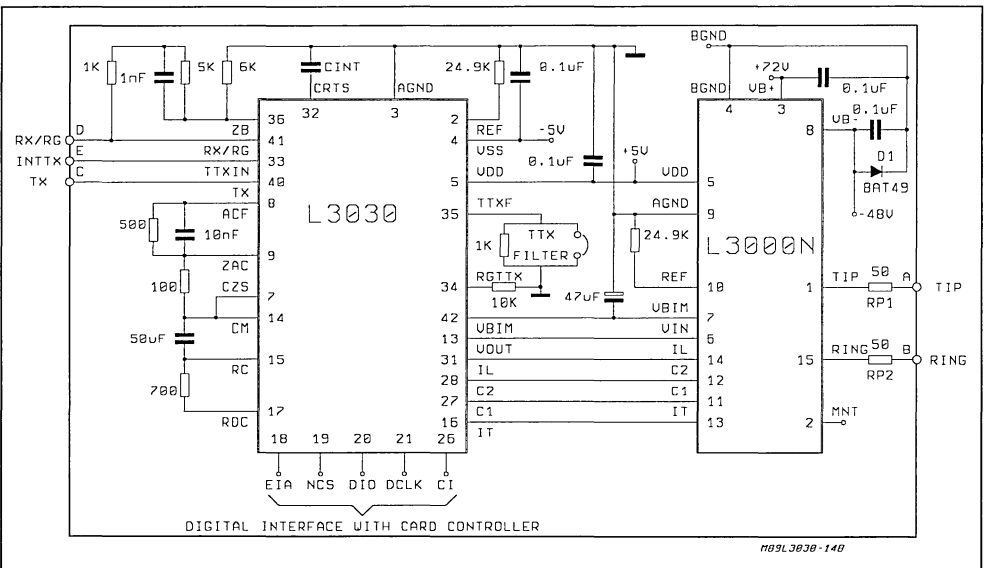 BGND
1K
1nF
5K
6K
CINT
24.9K
0.1uF
+72V
0.1uF
CRTS
AGND
BGND
VB+
32
3
4
3
0.1uF
36
2
8
VB-
D
ZB
REF
RX/RG
41
4
-5V
D1
E
RX/RG
VSS
0.1uF
+5V
INTTX
33
BAT49
C
TTXIN
VDD
VDD
TX
40
5
5
TX
-48V
8
L3030
35
TTXF
AGND
9
500
ACF
10nF
TTX
24.9K
L3000N
1K
FILTER
9
ZAC
REF
100
CZS
34
RGTTX
10
1
TIP
50
A
TIP
7
10K
47uF
RP1
14
42
VBIM
7
CM
VBIM
VIN
50uF
13
6
VOUT
IL
RING
50
B
15
31
14
15
RING
RC
IL
C2
RP2
28
12
700
C2
C1
27
11
17
C1
IT
MNT
RDC
16
13
2
IT
18
19
20
21
26
EIA
NCS
DIO
DCLK
CI
DIGITAL INTERFACE WITH CARD CONTROLLER
M89L3030-14B